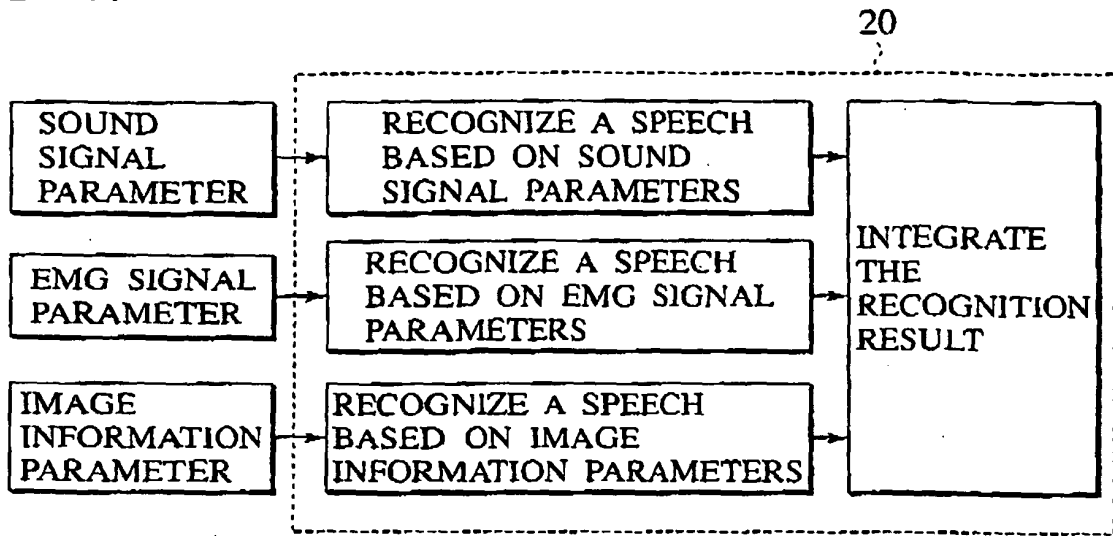 20
SOUND
SIGNAL
PARAMETER
RECOGNIZE A SPEECH
BASED ON SOUND
SIGNAL PARAMETERS
EMG SIGNAL
PARAMETER
RECOGNIZE A SPEECH
BASED ON EMG SIGNAL
PARAMETERS
IMAGE
INFORMATION
PARAMETER
RECOGNIZE A SPEECH
BASED ON IMAGE
INFORMATION PARAMETERS
INTEGRATE
THE
RECOGNITION
RESULT